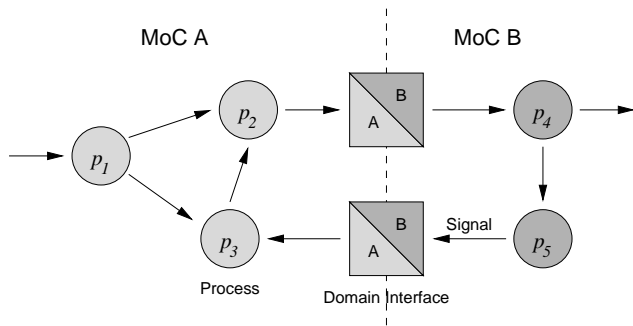 MoC A
MoC B
p2
B
A
p4
p1
p3
B
A
Signal
p5
Process
Domain Interface